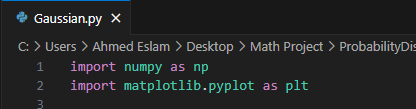 Gaussian.py
C: > Users > Ahmed Eslam > Desktop > Math Project > ProbabilityDis
1 import numpy as np
2 import matplotlib.pyplot as plt